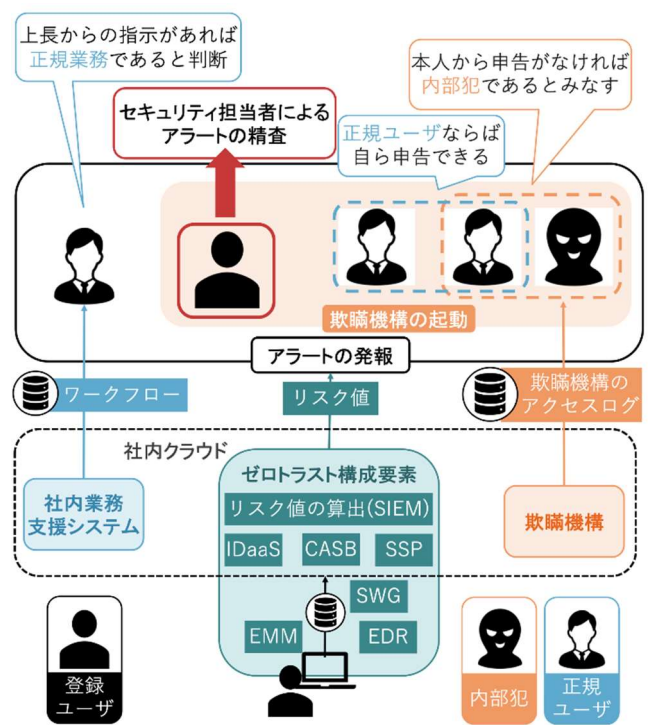 上長からの指示があれば
正規業務であると判断
本人から申告がなければ
内部犯であるとみなす
セキュリティ担当者による
アラートの精査
正規ユーザならば
自ら申告できる
欺瞞機構の起動
アラートの発報
ワークフロー
リスク値
欺瞞機構の
アクセスログ
社内クラウド
ゼロトラスト構成要素
社内業務
支援システム
リスク値の算出(SIEM)
欺瞞機構
IDaaS
CASB
SSP
SWG
EMM
EDR
登録
ユーザ
内部犯
正規
ユーザ